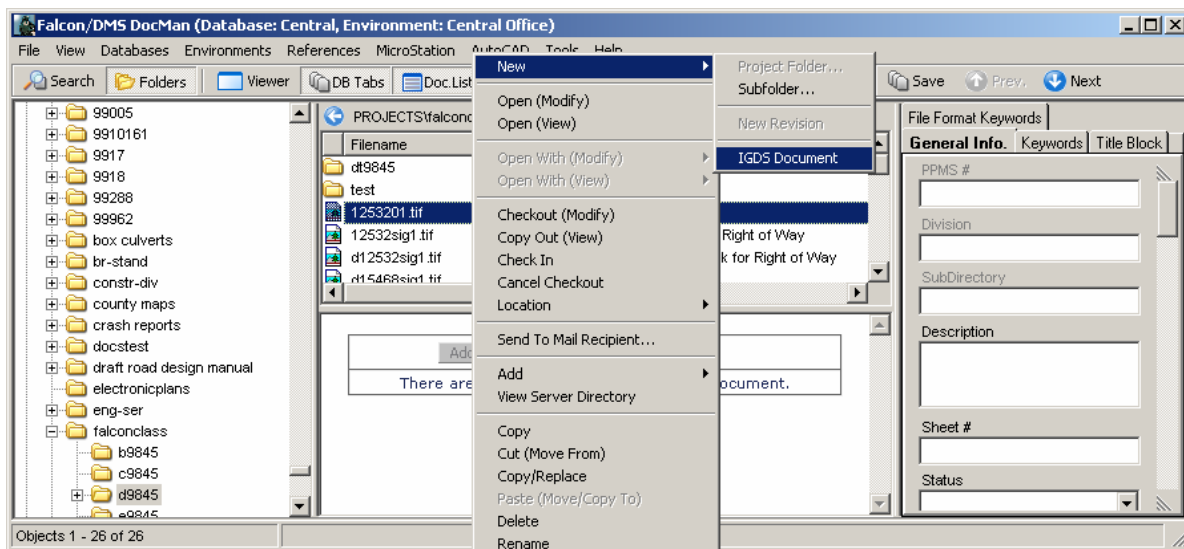 Falcon/DMS DocMan (Database: Central, Environment: Central Office)
File View Databases Environments References MicroStation AutoCAD Tools Help
Search Folders Viewer DB Tabs Doc.List Save Prev. Next
99005
9910161
9917
9918
99288
99962
box culverts
br-stand
constr-div
county maps
crash reports
docstest
draft road design manual
electronicplans
eng-ser
falconclass
b9845
c9845
d9845
e9845
PROJECTS\falconc
Filename
dt9845
test
1253201.tif
12532sig1.tif Right of Way
d12532sig1.tif k for Right of Way
d15468sig1.tif
Add
There are ocument.
New
Open (Modify)
Open (View)
Open With (Modify)
Open With (View)
Checkout (Modify)
Copy Out (View)
Check In
Cancel Checkout
Location
Send To Mail Recipient...
Add
View Server Directory
Copy
Cut (Move From)
Copy/Replace
Paste (Move/Copy To)
Delete
Rename
Project Folder...
Subfolder...
New Revision
IGDS Document
File Format Keywords
General Info. Keywords Title Block
PPMS #
Division
SubDirectory
Description
Sheet #
Status
Objects 1 - 26 of 26